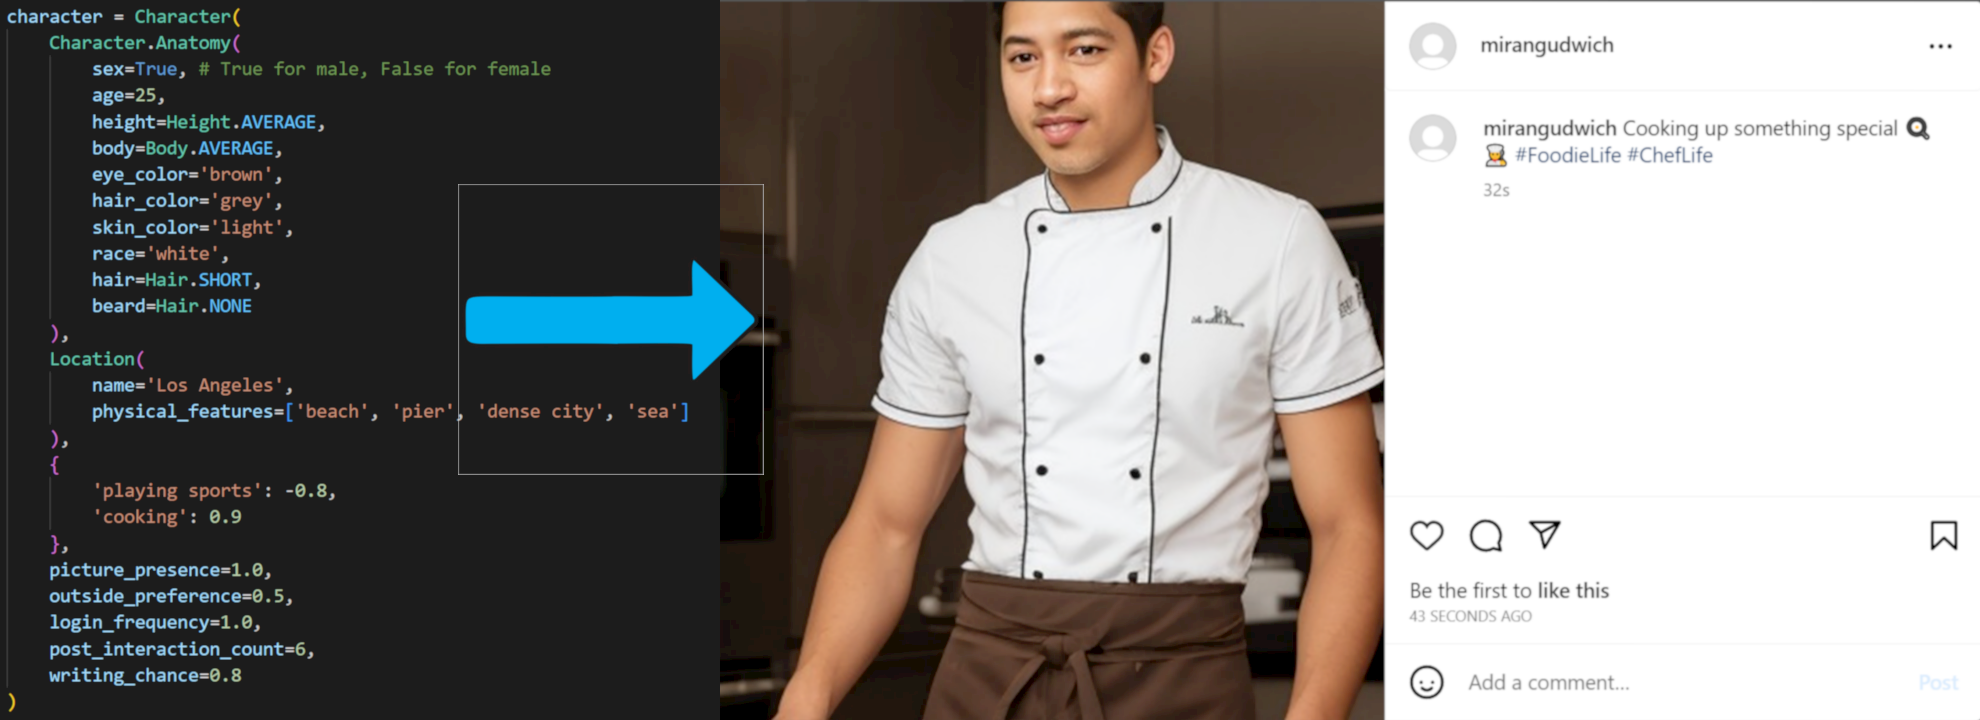 character = Character(
Character.Anatomy(
sex=True, # True for male, False for female
age=25,
height=Height.AVERAGE,
body=Body.AVERAGE,
eye_color='brown',
hair_color='grey',
skin_color='light',
race='white',
hair=Hair.SHORT,
beard=Hair.NONE
),
Location(
name='Los Angeles',
physical_features=['beach', 'pier', 'dense city', 'sea']
),
{
'playing sports': -0.8,
'cooking': 0.9
},
picture_presence=1.0,
outside_preference=0.5,
login_frequency=1.0,
post_interaction_count=6,
writing_chance=0.8
)
mirangudwich
mirangudwich Cooking up something special 🍳
👨‍🍳 #FoodieLife #ChefLife
32s
Be the first to like this
43 SECONDS AGO
Add a comment...
Post